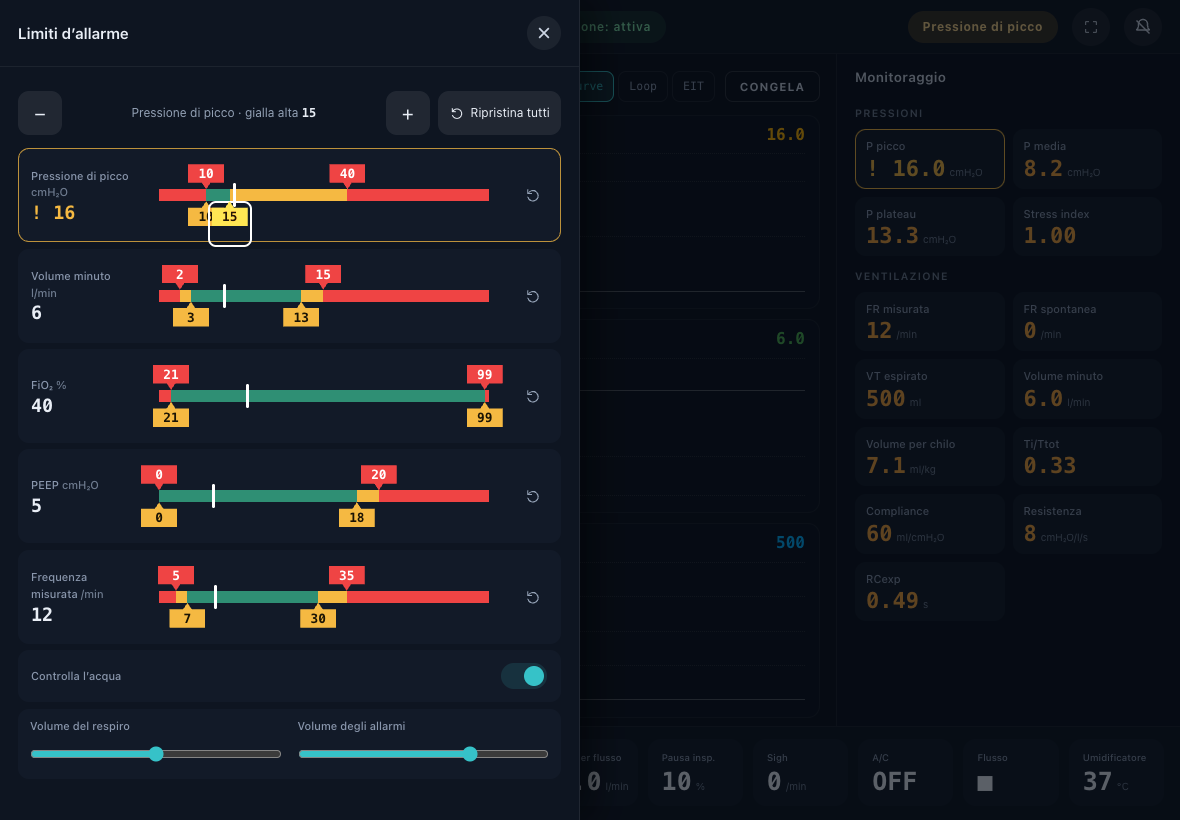 Limiti d'allarme
✕
−
Pressione di picco · gialla alta 15
+
Ripristina tutti
Pressione di picco
cmH₂O
! 16
10
40
15
Volume minuto
l/min
6
2
15
3
13
FiO₂ %
40
21
99
21
99
PEEP cmH₂O
5
0
20
0
18
Frequenza
misurata /min
12
5
35
7
30
Controlla l'acqua
Volume del respiro
Volume degli allarmi
one: attiva
Pressione di picco
Loop
EIT
CONGELA
16.0
6.0
500
Monitoraggio
PRESSIONI
P picco
! 16.0 cmH₂O
P media
8.2 cmH₂O
P plateau
13.3 cmH₂O
Stress index
1.00
VENTILAZIONE
FR misurata
12 /min
FR spontanea
0 /min
VT espirato
500 ml
Volume minuto
6.0 l/min
Volume per chilo
7.1 ml/kg
Ti/Ttot
0.33
Compliance
60 ml/cmH₂O
Resistenza
8 cmH₂O/l/s
RCexp
0.49 s
er flusso
.0 l/min
Pausa insp.
10 %
Sigh
0 /min
A/C
OFF
Flusso
Umidificatore
37 °C